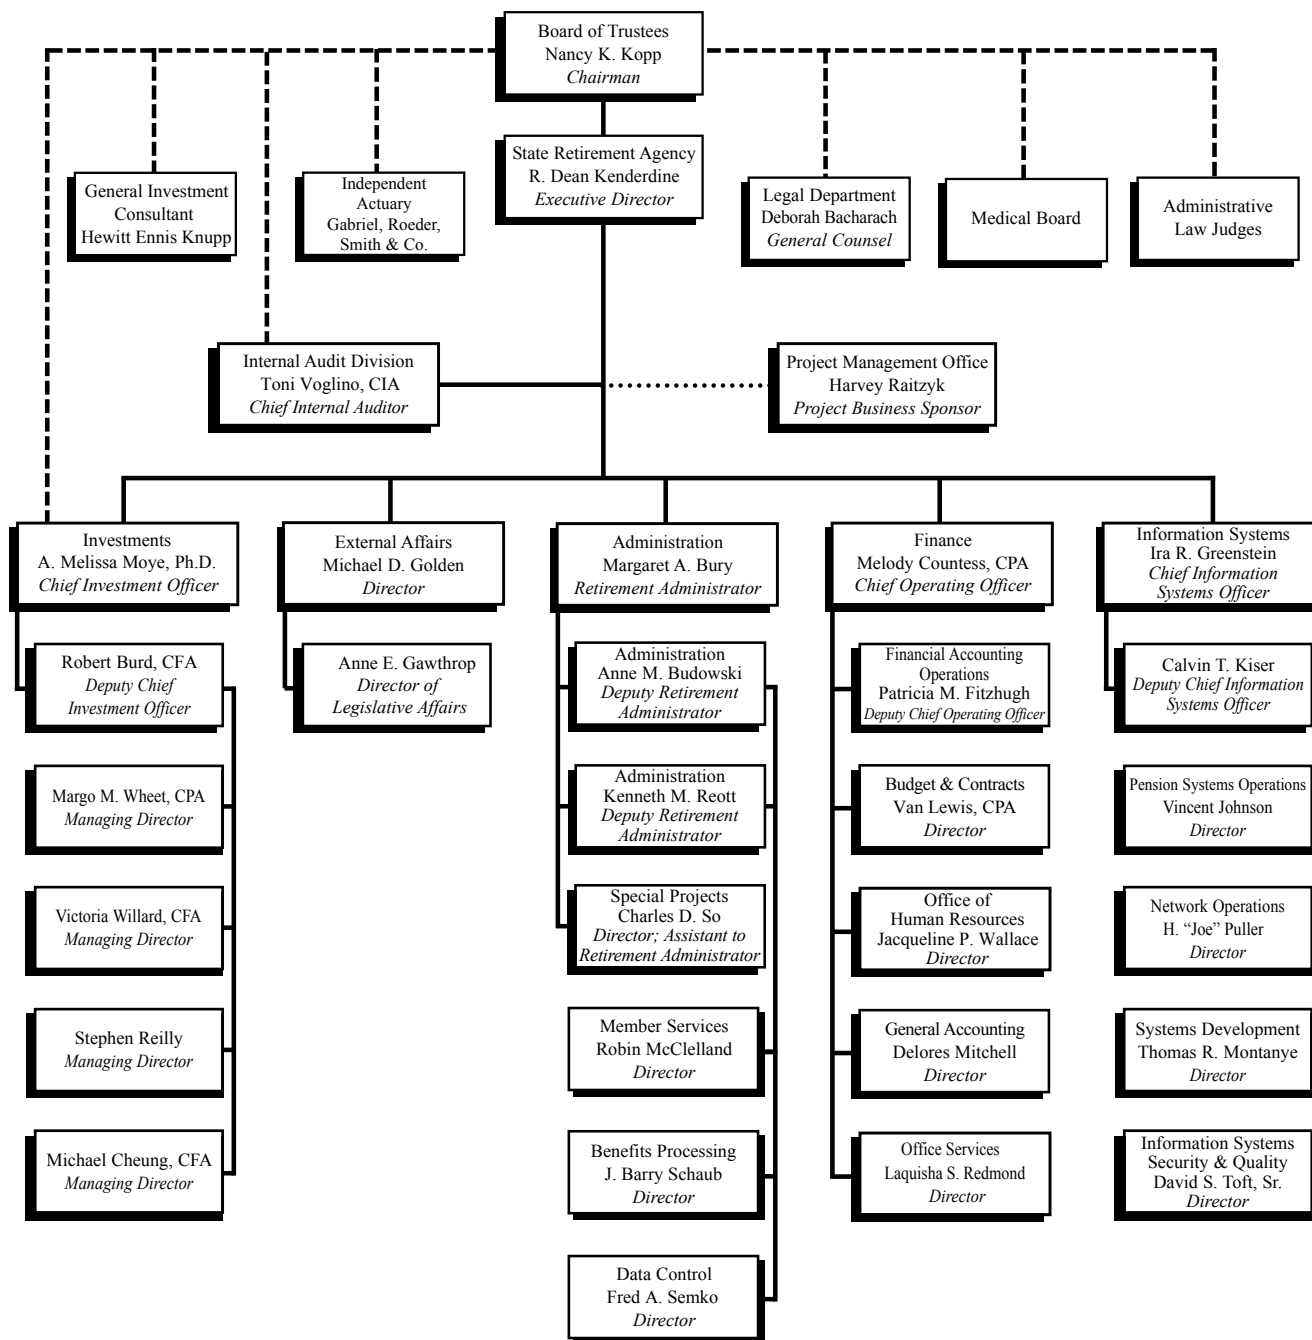 Board of Trustees
Nancy K. Kopp
Chairman
State Retirement Agency
R. Dean Kenderdine
Executive Director
General Investment
Consultant
Hewitt Ennis Knupp
Independent
Actuary
Gabriel, Roeder,
Smith & Co.
Legal Department
Deborah Bacharach
General Counsel
Medical Board
Administrative
Law Judges
Internal Audit Division
Toni Voglino, CIA
Chief Internal Auditor
Project Management Office
Harvey Raitzyk
Project Business Sponsor
Investments
A. Melissa Moye, Ph.D.
Chief Investment Officer
External Affairs
Michael D. Golden
Director
Administration
Margaret A. Bury
Retirement Administrator
Finance
Melody Countess, CPA
Chief Operating Officer
Information Systems
Ira R. Greenstein
Chief Information
Systems Officer
Robert Burd, CFA
Deputy Chief
Investment Officer
Anne E. Gawthrop
Director of
Legislative Affairs
Administration
Anne M. Budowski
Deputy Retirement
Administrator
Financial Accounting
Operations
Patricia M. Fitzhugh
Deputy Chief Operating Officer
Calvin T. Kiser
Deputy Chief Information
Systems Officer
Margo M. Wheet, CPA
Managing Director
Administration
Kenneth M. Reott
Deputy Retirement
Administrator
Budget & Contracts
Van Lewis, CPA
Director
Pension Systems Operations
Vincent Johnson
Director
Victoria Willard, CFA
Managing Director
Special Projects
Charles D. So
Director; Assistant to
Retirement Administrator
Office of
Human Resources
Jacqueline P. Wallace
Director
Network Operations
H. “Joe” Puller
Director
Stephen Reilly
Managing Director
Member Services
Robin McClelland
Director
General Accounting
Delores Mitchell
Director
Systems Development
Thomas R. Montanye
Director
Michael Cheung, CFA
Managing Director
Benefits Processing
J. Barry Schaub
Director
Office Services
Laquisha S. Redmond
Director
Information Systems
Security & Quality
David S. Toft, Sr.
Director
Data Control
Fred A. Semko
Director